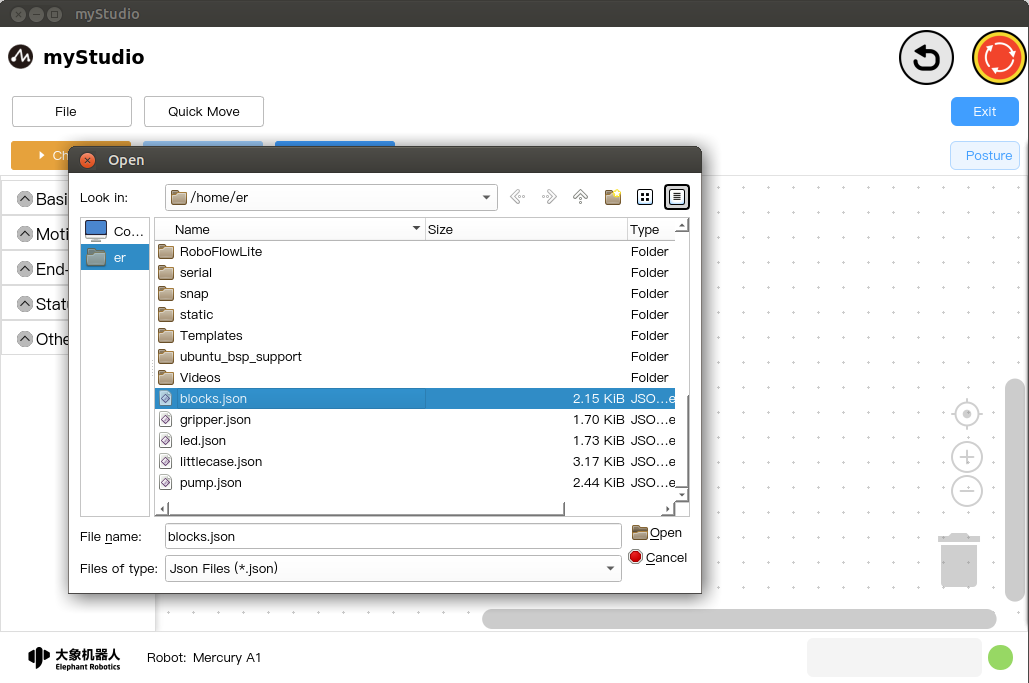 myStudio
myStudio
File
Quick Move
Exit
Ch
Posture
Open
Look in:
/home/er
Co...
er
Name
Size
Type
RoboFlowLite
Folder
serial
Folder
snap
Folder
static
Folder
Templates
Folder
ubuntu_bsp_support
Folder
Videos
Folder
blocks.json
2.15 KiB
JSO...e
gripper.json
1.70 KiB
JSO...e
led.json
1.73 KiB
JSO...e
littlecase.json
3.17 KiB
JSO...e
pump.json
2.44 KiB
JSO...e
Basi
Moti
End-
Statu
Othe
File name:
blocks.json
Open
Files of type:
Json Files (*.json)
Cancel
大象机器人
Elephant Robotics
Robot: Mercury A1